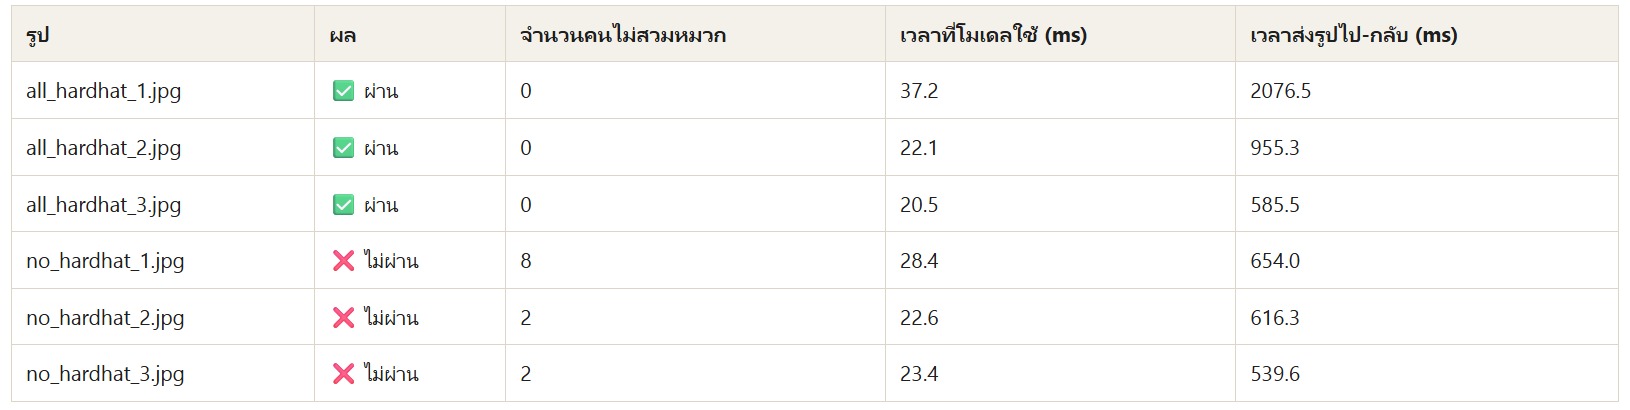 รูป ผล จำนวนคนไม่สวมหมวก เวลาที่โมเดลใช้ (ms) เวลาส่งรูปไป-กลับ (ms)
all_hardhat_1.jpg ✅ ผ่าน 0 37.2 2076.5
all_hardhat_2.jpg ✅ ผ่าน 0 22.1 955.3
all_hardhat_3.jpg ✅ ผ่าน 0 20.5 585.5
no_hardhat_1.jpg ❌ ไม่ผ่าน 8 28.4 654.0
no_hardhat_2.jpg ❌ ไม่ผ่าน 2 22.6 616.3
no_hardhat_3.jpg ❌ ไม่ผ่าน 2 23.4 539.6